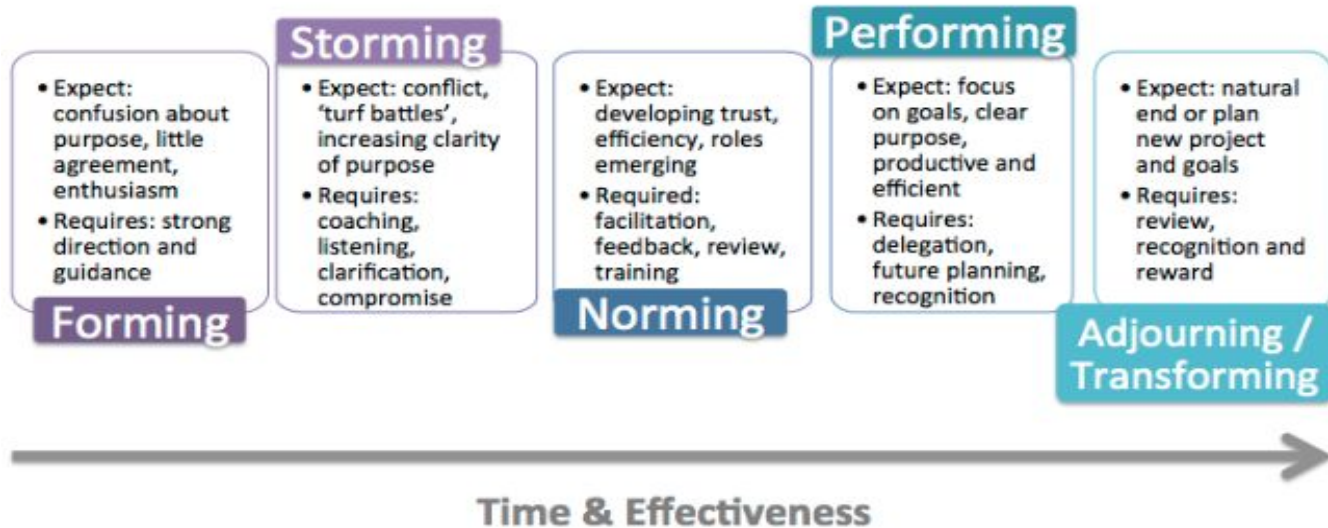 Storming
Performing
• Expect:
confusion about
purpose, little
agreement,
enthusiasm
• Requires: strong
direction and
guidance
Forming
• Expect: conflict,
‘turf battles’,
increasing clarity
of purpose
• Requires:
coaching,
listening,
clarification,
compromise
• Expect:
developing trust,
efficiency, roles
emerging
• Required:
facilitation,
feedback, review,
training
Norming
• Expect: focus
on goals, clear
purpose,
productive and
efficient
• Requires:
delegation,
future planning,
recognition
• Expect: natural
end or plan
new project
and goals
• Requires:
review,
recognition and
reward
Adjourning /
Transforming
Time & Effectiveness